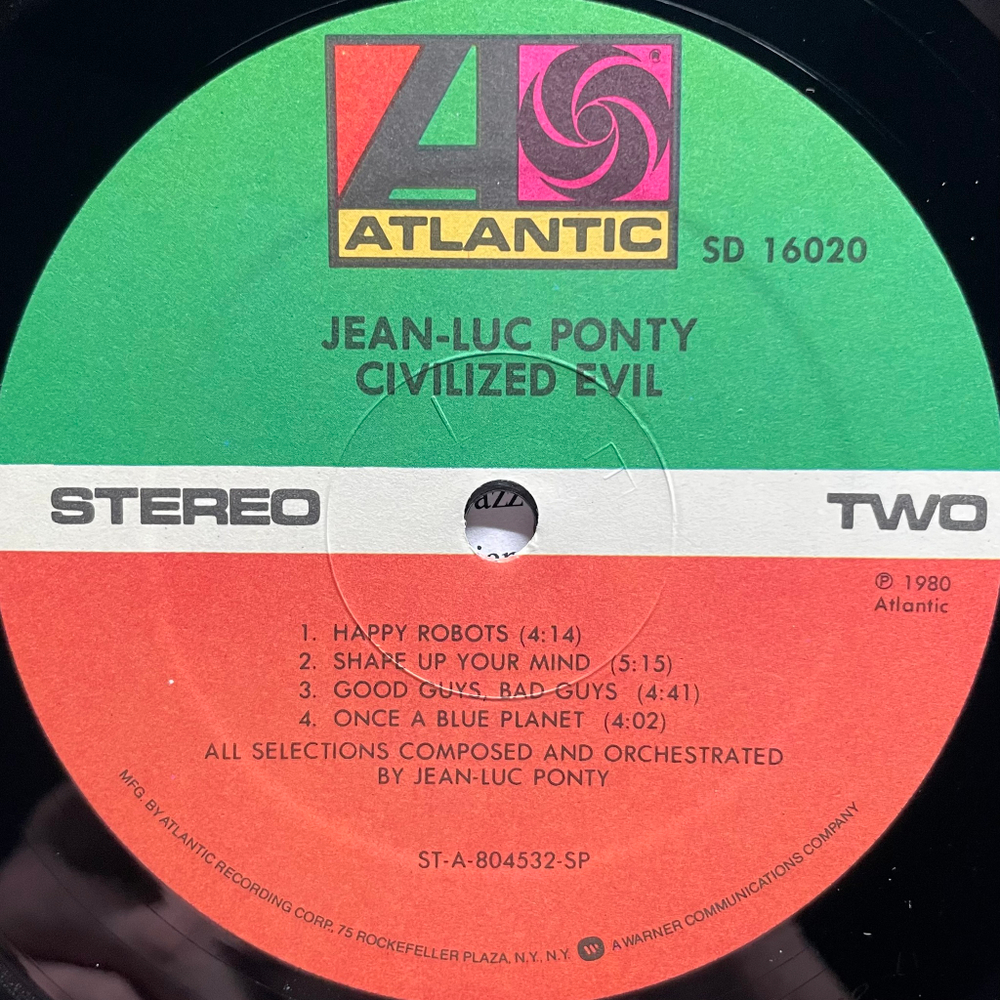 A
®
ATLANTIC
SD 16020
JEAN-LUC PONTY
CIVILIZED EVIL
STEREO
TWO
℗ 1980
Atlantic
1. HAPPY ROBOTS (4:14)
2. SHAPE UP YOUR MIND (5:15)
3. GOOD GUYS, BAD GUYS (4:41)
4. ONCE A BLUE PLANET (4:02)
ALL SELECTIONS COMPOSED AND ORCHESTRATED
BY JEAN-LUC PONTY
ST-A-804532-SP
MFG. BY ATLANTIC RECORDING CORP., 75 ROCKEFELLER PLAZA, N.Y., N.Y. A WARNER COMMUNICATIONS COMPANY